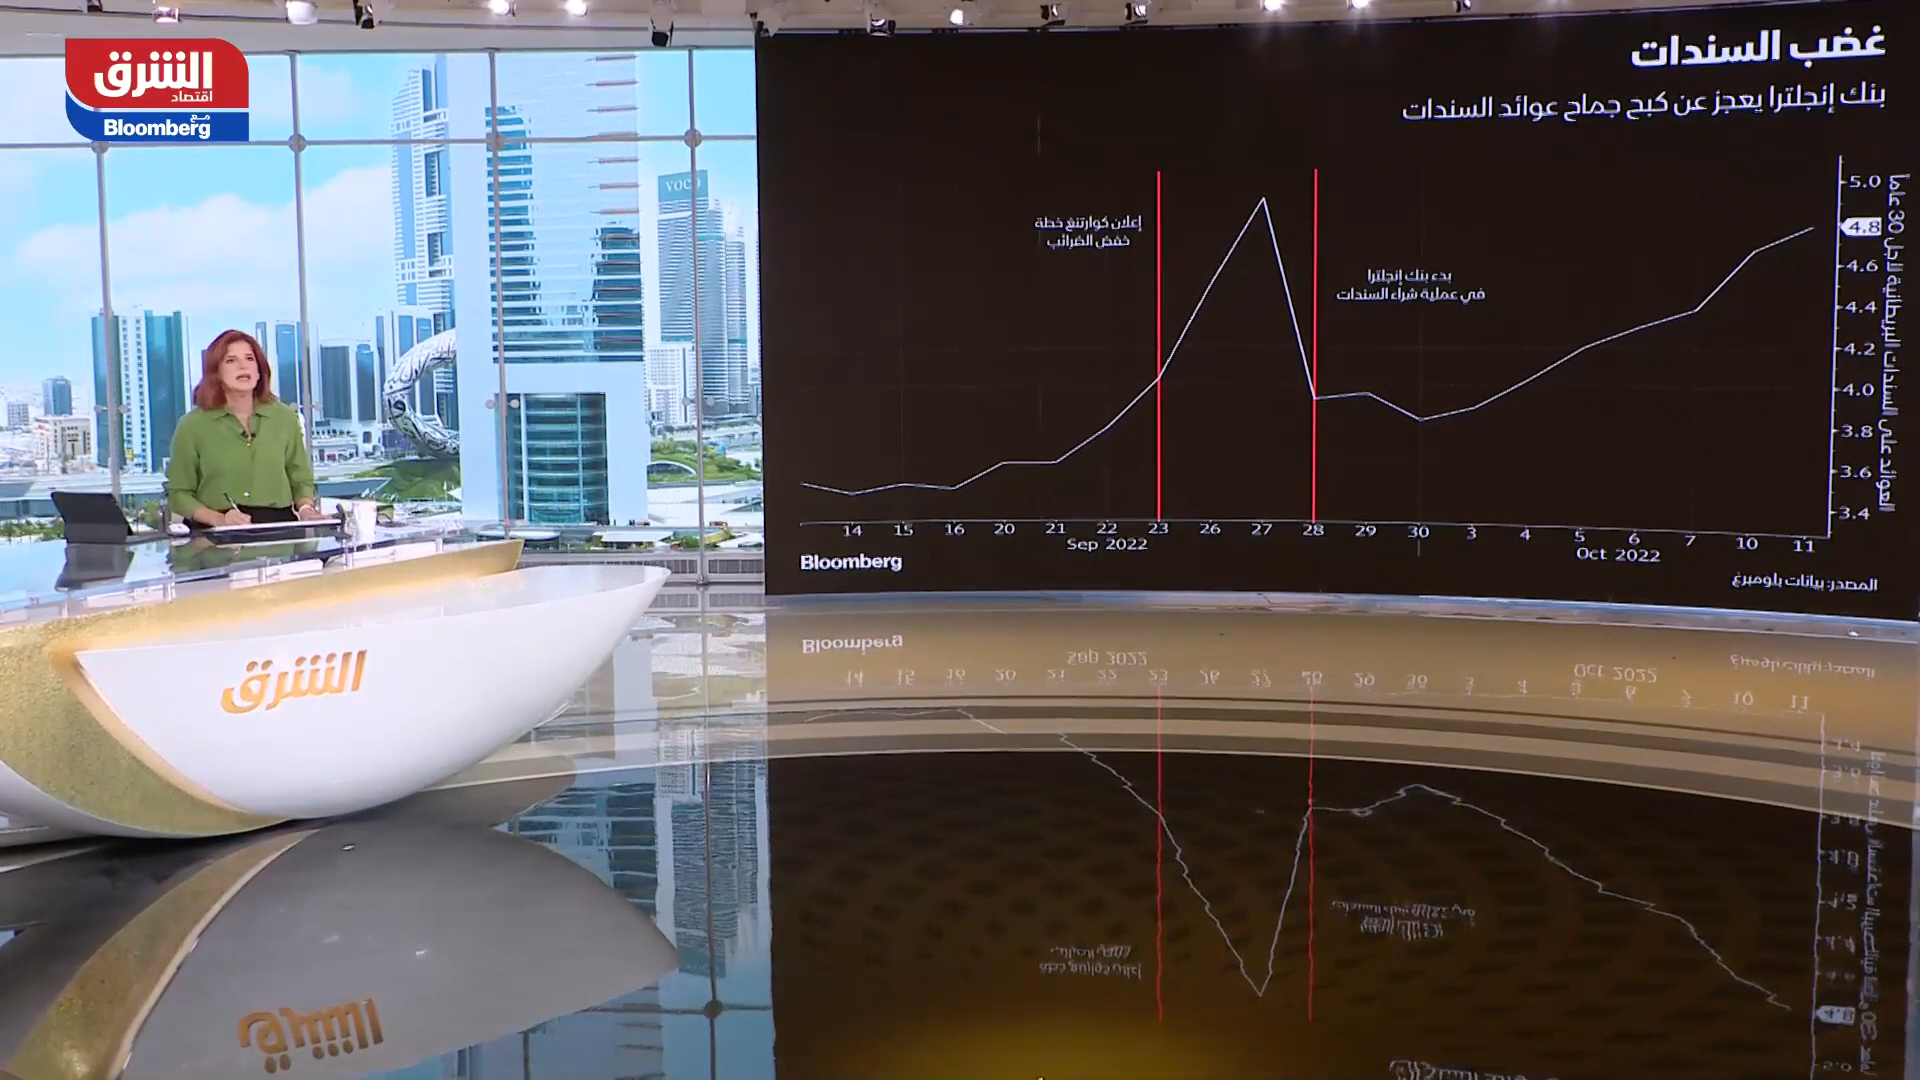 الشرق
اقتصاد
مع
Bloomberg
VOCO
غضب السندات
بنك إنجلترا يعجز عن كبح جماح عوائد السندات
إعلان كوارتنغ خطة
خفض الضرائب
بدء بنك إنجلترا
في عملية شراء السندات
العوائد على السندات البريطانية لأجل 30 عاماً
5.0
4.8
4.6
4.4
4.2
4.0
3.8
3.6
3.4
14 15 16 20 21 22 23 26 27 28 29 30 3 4 5 6 7 10 11
Sep 2022 Oct 2022
Bloomberg
المصدر: بيانات بلومبرغ
الشرق